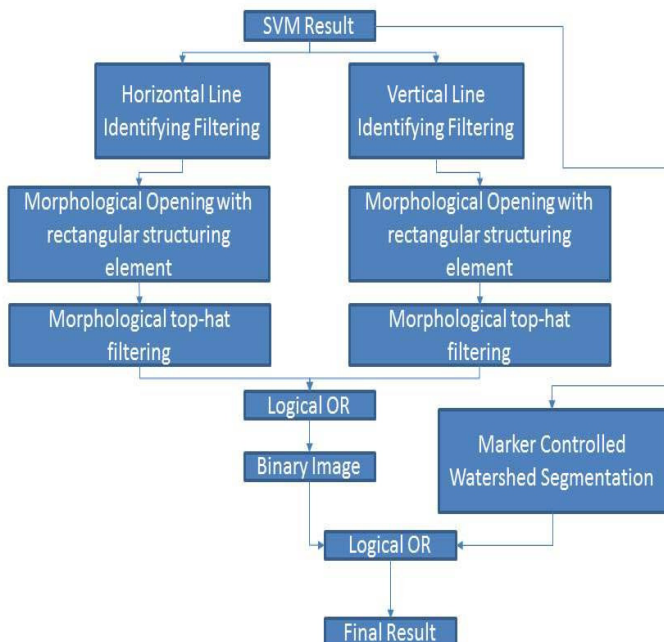 SVM Result
Horizontal Line
Identifying Filtering
Vertical Line
Identifying Filtering
Morphological Opening with
rectangular structuring
element
Morphological Opening with
rectangular structuring
element
Morphological top-hat
filtering
Morphological top-hat
filtering
Logical OR
Marker Controlled
Watershed Segmentation
Binary Image
Logical OR
Final Result